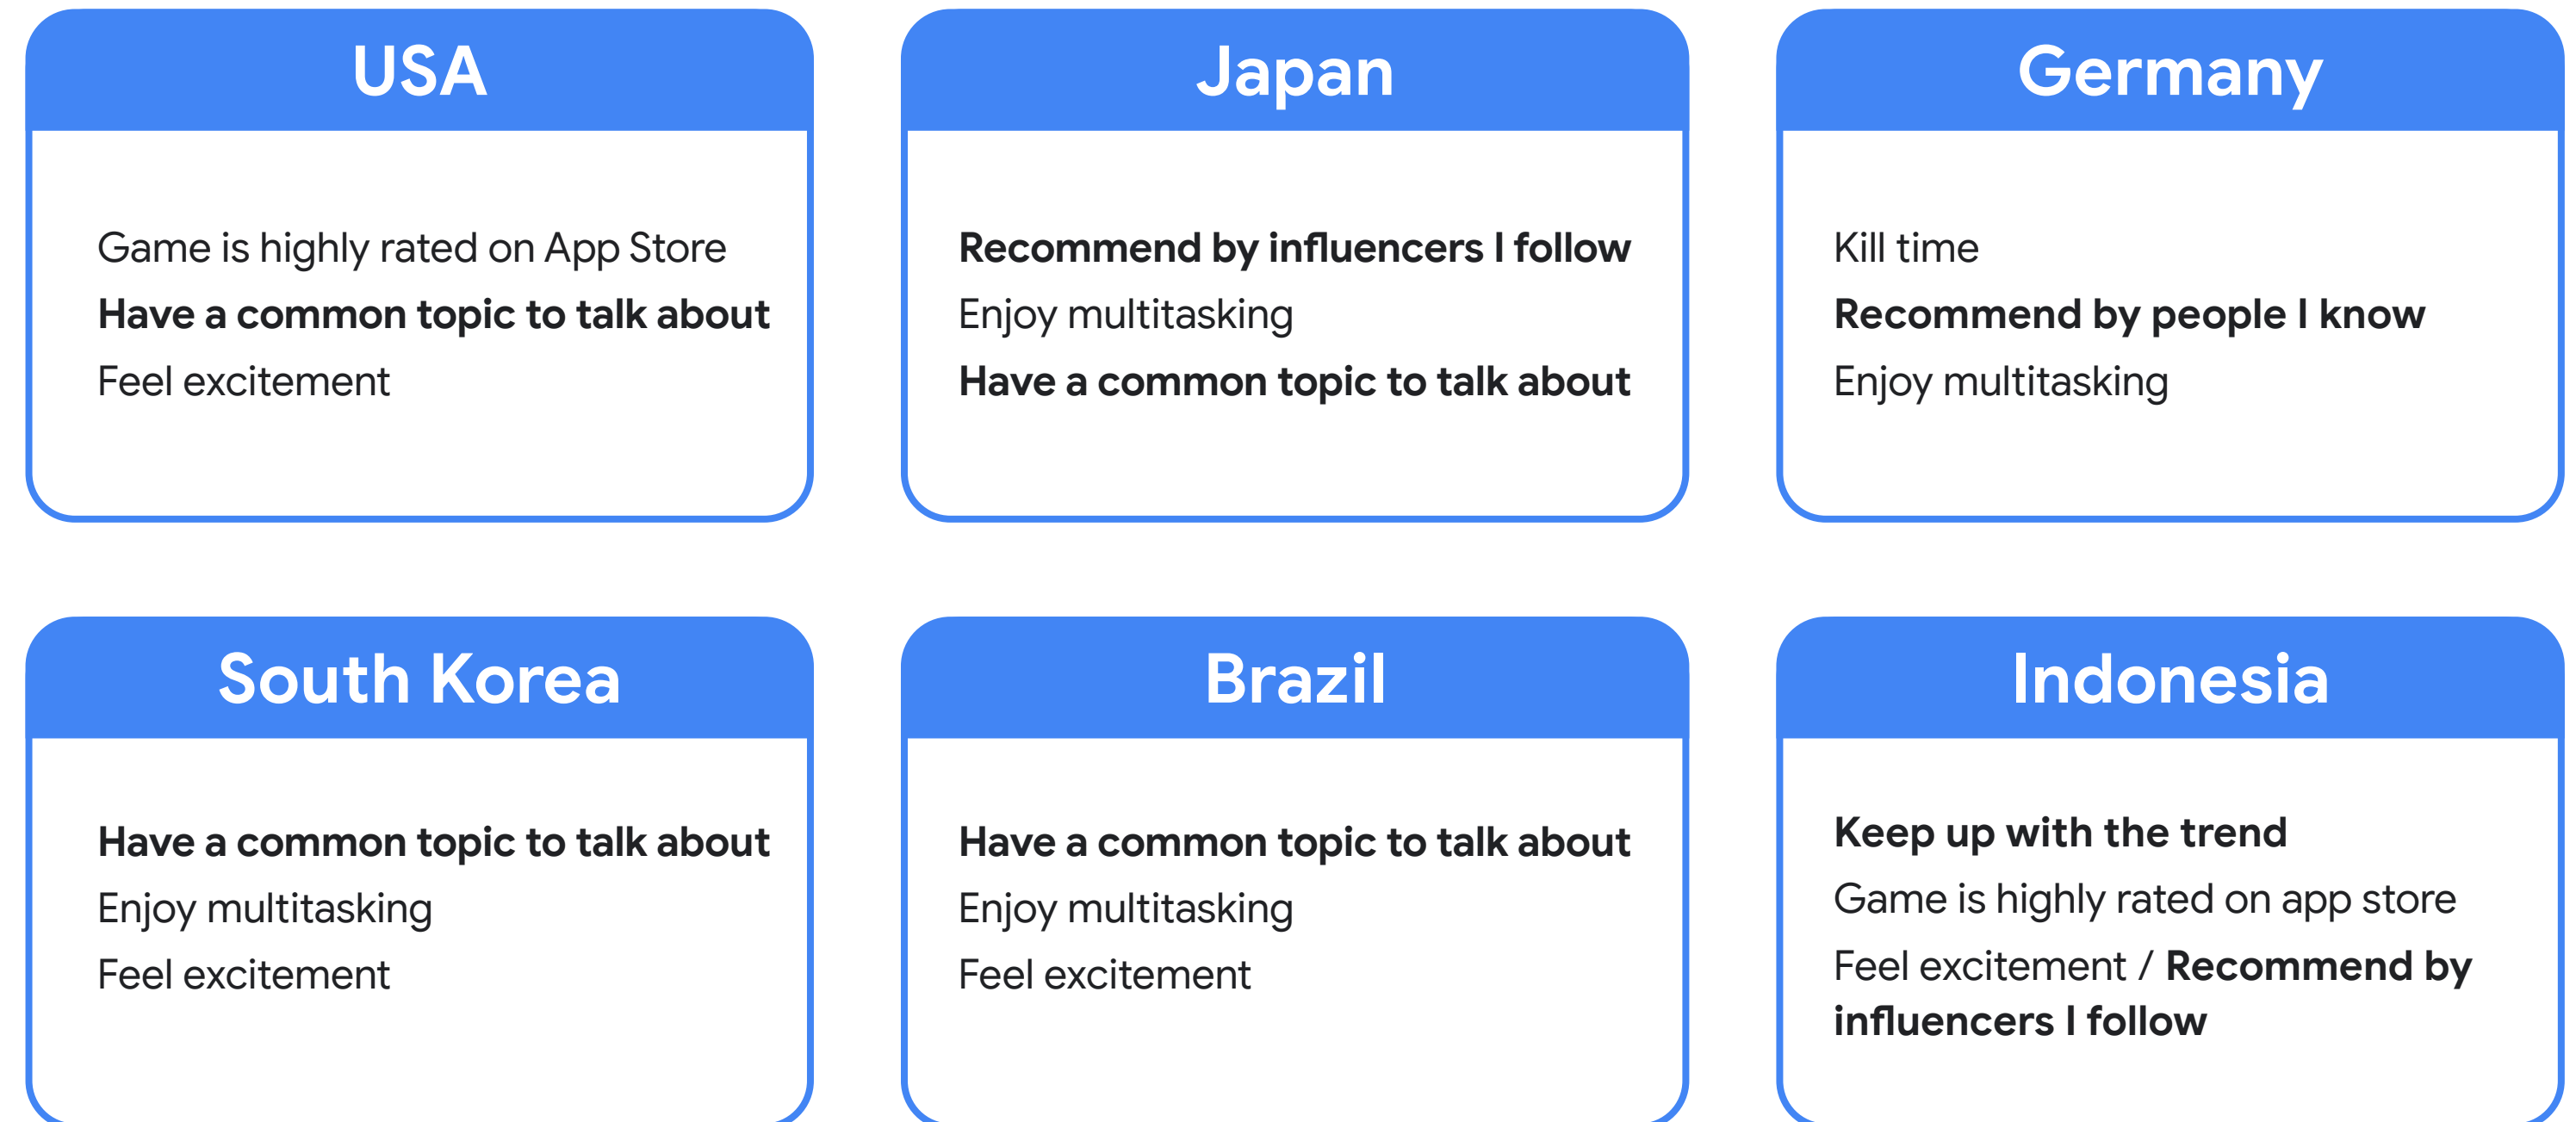 USA
Game is highly rated on App Store
Have a common topic to talk about
Feel excitement
Japan
Recommend by influencers I follow
Enjoy multitasking
Have a common topic to talk about
Germany
Kill time
Recommend by people I know
Enjoy multitasking
South Korea
Have a common topic to talk about
Enjoy multitasking
Feel excitement
Brazil
Have a common topic to talk about
Enjoy multitasking
Feel excitement
Indonesia
Keep up with the trend
Game is highly rated on app store
Feel excitement / Recommend by
influencers I follow